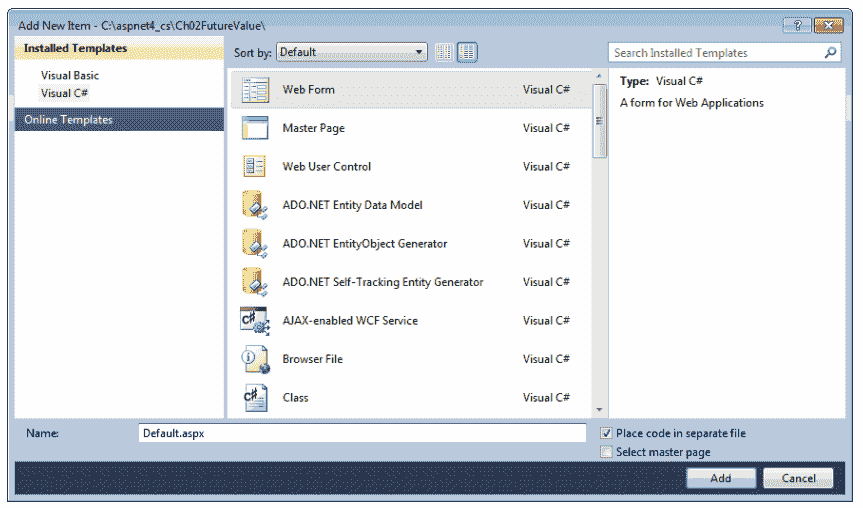 Add New Item - C:\aspnet4_cs\Ch02FutureValue\
Installed Templates
Visual Basic
Visual C#
Online Templates
Sort by: Default
Search Installed Templates
Web Form Visual C#
Master Page Visual C#
Web User Control Visual C#
ADO.NET Entity Data Model Visual C#
ADO.NET EntityObject Generator Visual C#
ADO.NET Self-Tracking Entity Generator Visual C#
AJAX-enabled WCF Service Visual C#
Browser File Visual C#
Class Visual C#
Type: Visual C#
A form for Web Applications
Name: Default.aspx
Place code in separate file
Select master page
Add Cancel